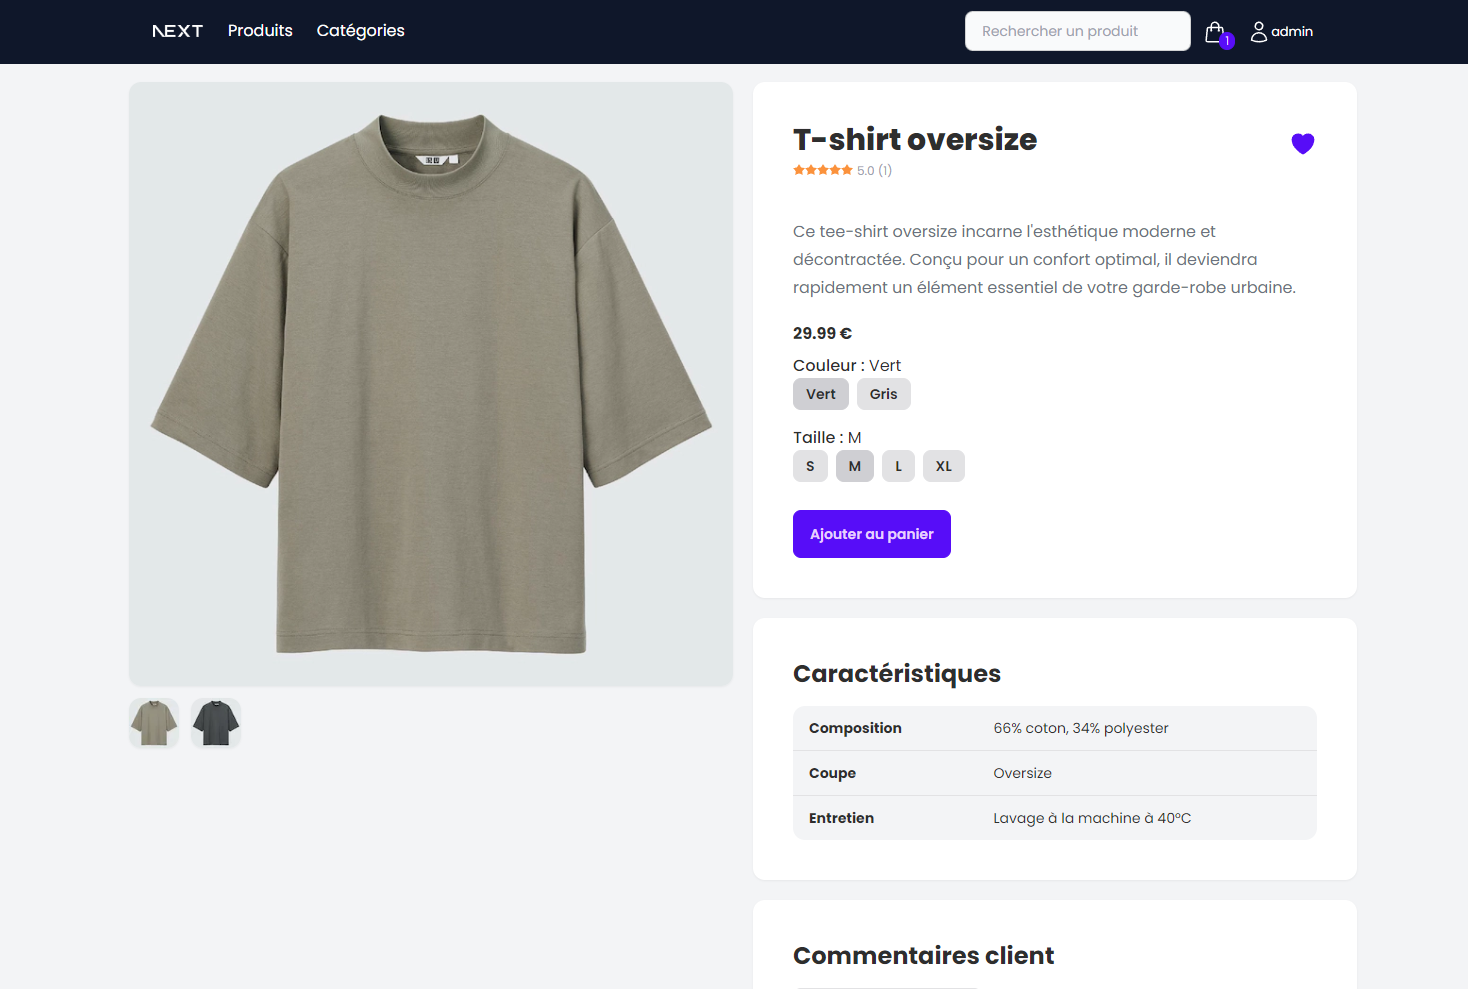 NEXT
Produits
Catégories
Rechercher un produit
1
admin
T-shirt oversize
5.0 (1)
Ce tee-shirt oversize incarne l'esthétique moderne et
décontractée. Conçu pour un confort optimal, il deviendra
rapidement un élément essentiel de votre garde-robe urbaine.
29.99 €
Couleur : Vert
Vert
Gris
Taille : M
S
M
L
XL
Ajouter au panier
Caractéristiques
Composition
66% coton, 34% polyester
Coupe
Oversize
Entretien
Lavage à la machine à 40°C
Commentaires client